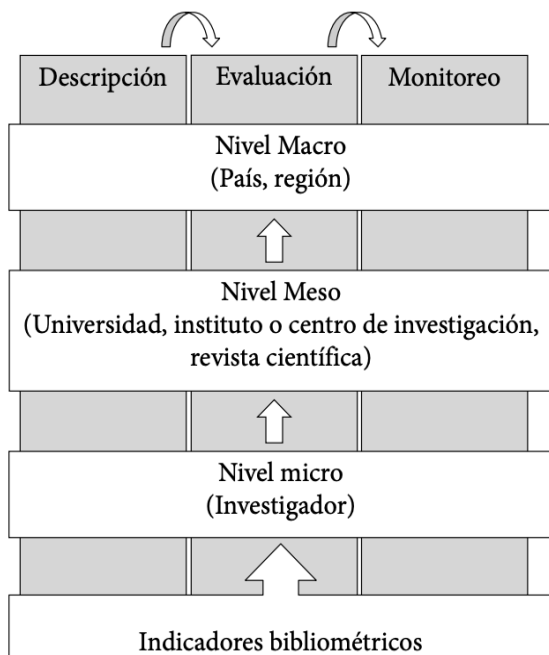 Descripción Evaluación Monitoreo
Nivel Macro
(País, región)
Nivel Meso
(Universidad, instituto o centro de investigación,
revista científica)
Nivel micro
(Investigador)
Indicadores bibliométricos